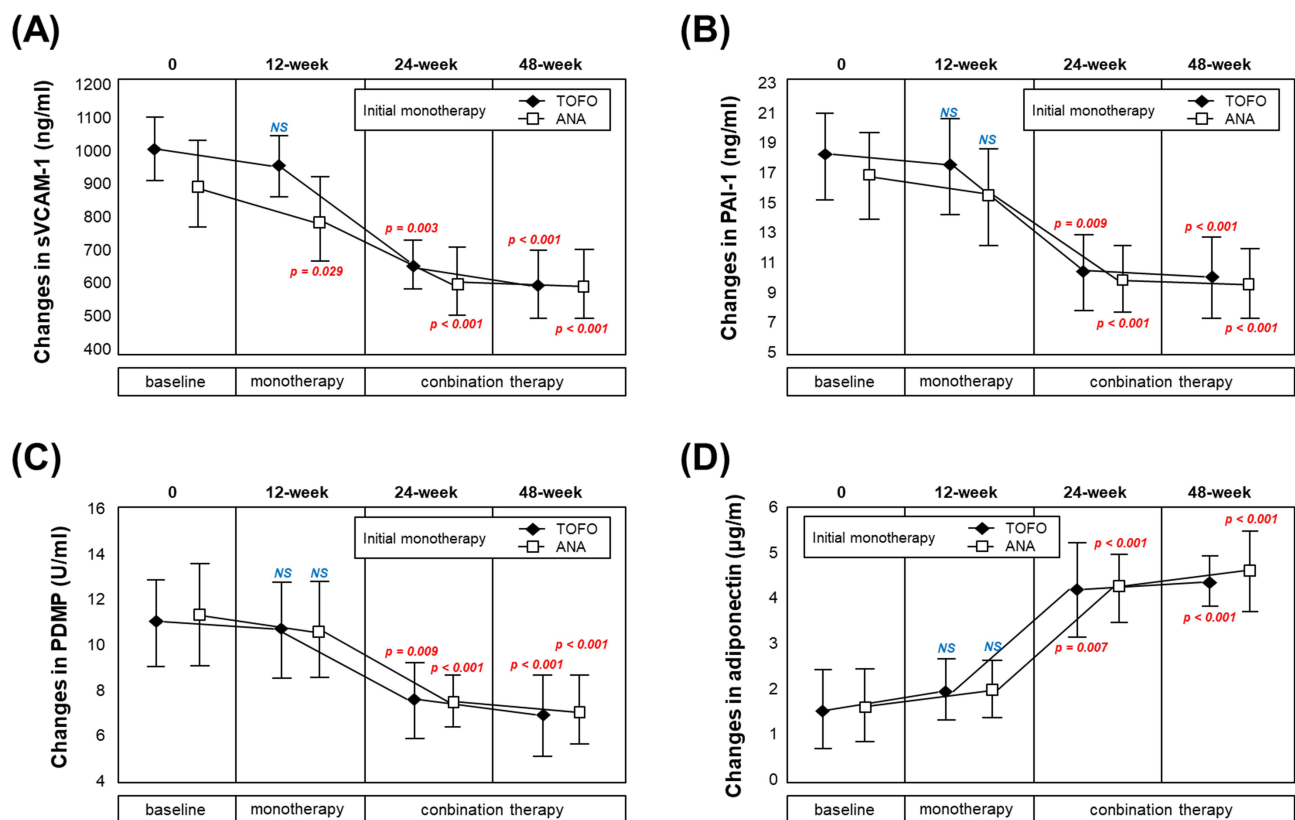 (A)
0 12-week 24-week 48-week
Changes in sVCAM-1 (ng/ml)
1200
1100
1000
900
800
700
600
500
400
Initial monotherapy
TOFO
ANA
NS
p = 0.029
p = 0.003
p < 0.001
p < 0.001
p < 0.001
baseline monotherapy conbination therapy
(B)
0 12-week 24-week 48-week
Changes in PAI-1 (ng/ml)
23
21
19
17
15
13
11
9
7
5
Initial monotherapy
TOFO
ANA
NS
NS
p = 0.009
p < 0.001
p < 0.001
p < 0.001
baseline monotherapy conbination therapy
(C)
0 12-week 24-week 48-week
Changes in PDMP (U/ml)
16
14
12
10
8
6
4
Initial monotherapy
TOFO
ANA
NS NS
p = 0.009
p < 0.001
p < 0.001
p < 0.001
baseline monotherapy conbination therapy
(D)
0 12-week 24-week 48-week
Changes in adiponectin (μg/m)
6
5
4
3
2
1
0
Initial monotherapy
TOFO
ANA
NS NS
p = 0.007
p < 0.001
p < 0.001
p < 0.001
baseline monotherapy conbination therapy